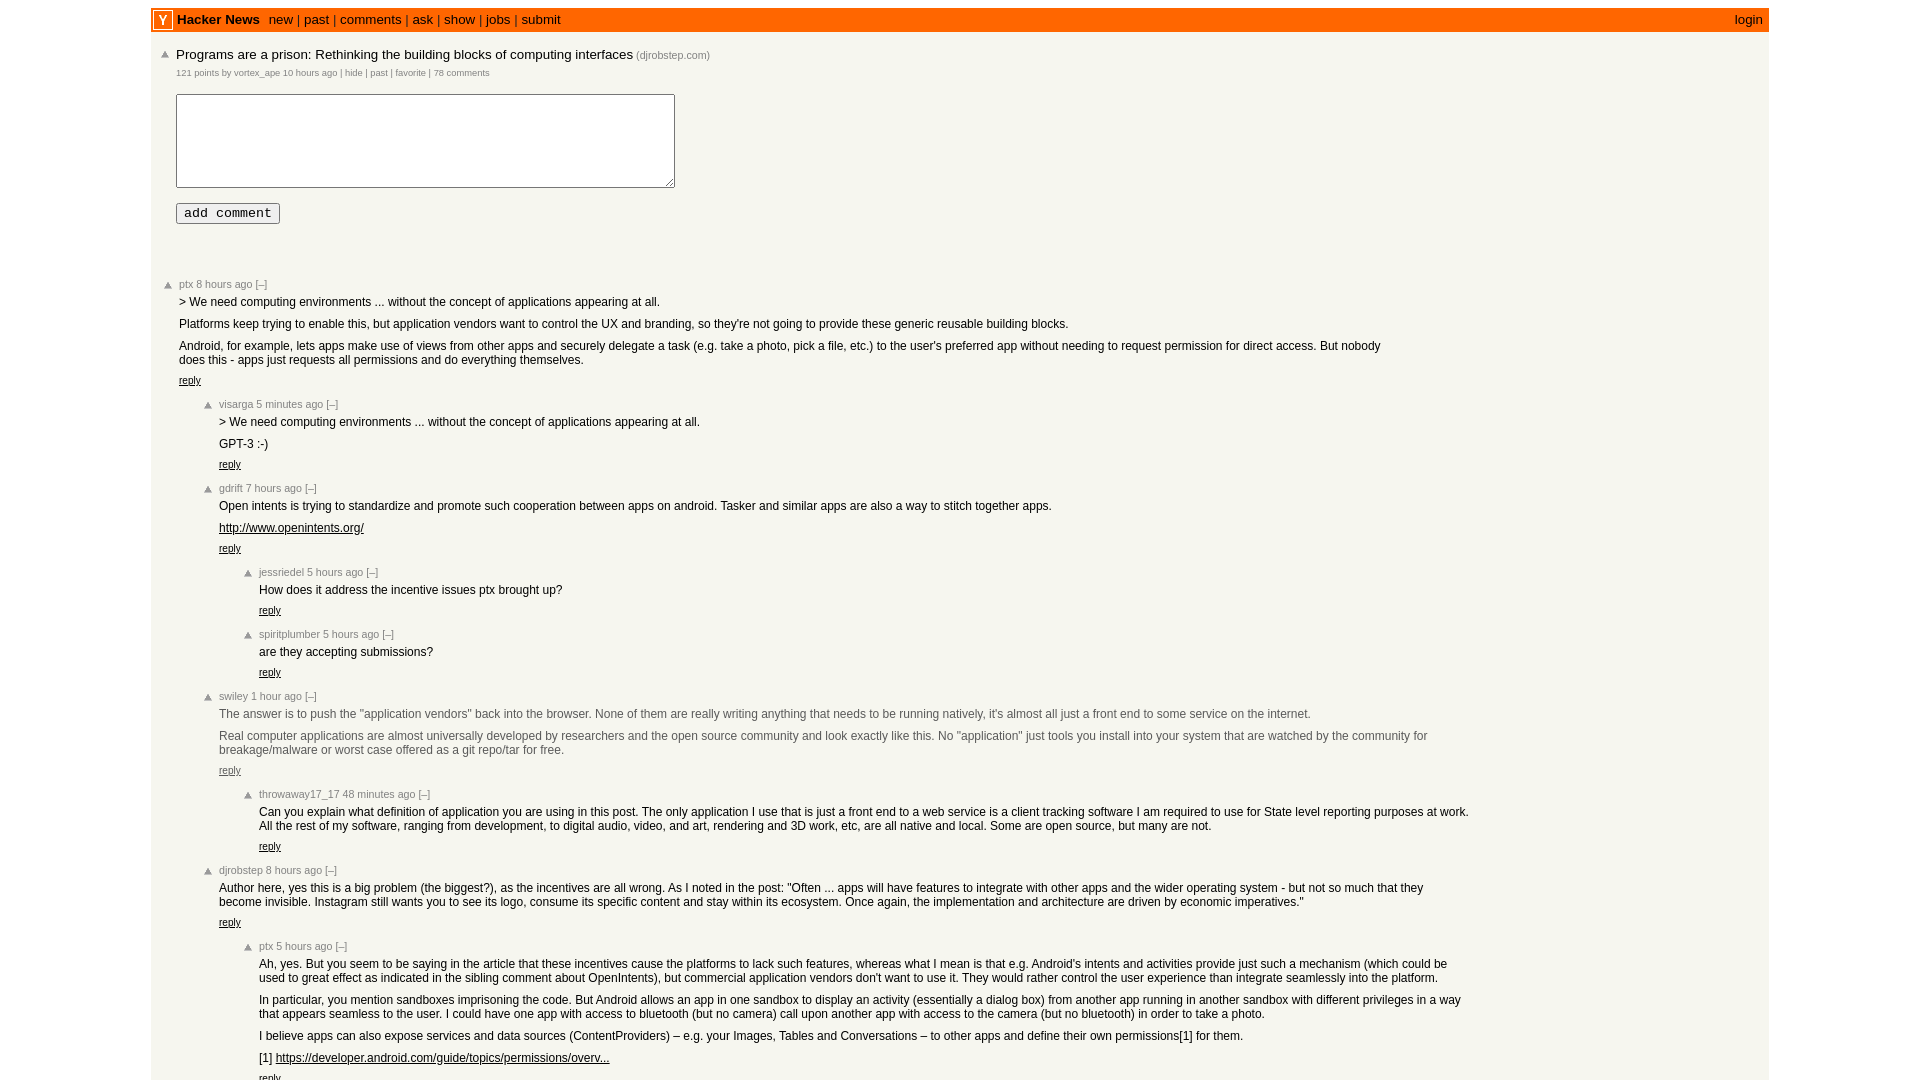 Y Hacker News new | past | comments | ask | show | jobs | submit login
Programs are a prison: Rethinking the building blocks of computing interfaces (djrobstep.com)
121 points by vortex_ape 10 hours ago | hide | past | favorite | 78 comments
add comment
ptx 8 hours ago [–]
> We need computing environments ... without the concept of applications appearing at all.
Platforms keep trying to enable this, but application vendors want to control the UX and branding, so they're not going to provide these generic reusable building blocks.
Android, for example, lets apps make use of views from other apps and securely delegate a task (e.g. take a photo, pick a file, etc.) to the user's preferred app without needing to request permission for direct access. But nobody
does this - apps just requests all permissions and do everything themselves.
reply
visarga 5 minutes ago [–]
> We need computing environments ... without the concept of applications appearing at all.
GPT-3 :-)
reply
gdrift 7 hours ago [–]
Open intents is trying to standardize and promote such cooperation between apps on android. Tasker and similar apps are also a way to stitch together apps.
http://www.openintents.org/
reply
jessriedel 5 hours ago [–]
How does it address the incentive issues ptx brought up?
reply
spiritplumber 5 hours ago [–]
are they accepting submissions?
reply
swiley 1 hour ago [–]
The answer is to push the "application vendors" back into the browser. None of them are really writing anything that needs to be running natively, it's almost all just a front end to some service on the internet.
Real computer applications are almost universally developed by researchers and the open source community and look exactly like this. No "application" just tools you install into your system that are watched by the community for
breakage/malware or worst case offered as a git repo/tar for free.
reply
throwaway17_17 48 minutes ago [–]
Can you explain what definition of application you are using in this post. The only application I use that is just a front end to a web service is a client tracking software I am required to use for State level reporting purposes at work.
All the rest of my software, ranging from development, to digital audio, video, and art, rendering and 3D work, etc, are all native and local. Some are open source, but many are not.
reply
djrobstep 8 hours ago [–]
Author here, yes this is a big problem (the biggest?), as the incentives are all wrong. As I noted in the post: "Often ... apps will have features to integrate with other apps and the wider operating system - but not so much that they
become invisible. Instagram still wants you to see its logo, consume its specific content and stay within its ecosystem. Once again, the implementation and architecture are driven by economic imperatives."
reply
ptx 5 hours ago [–]
Ah, yes. But you seem to be saying in the article that these incentives cause the platforms to lack such features, whereas what I mean is that e.g. Android's intents and activities provide just such a mechanism (which could be
used to great effect as indicated in the sibling comment about OpenIntents), but commercial application vendors don't want to use it. They would rather control the user experience than integrate seamlessly into the platform.
In particular, you mention sandboxes imprisoning the code. But Android allows an app in one sandbox to display an activity (essentially a dialog box) from another app running in another sandbox with different privileges in a way
that appears seamless to the user. I could have one app with access to bluetooth (but no camera) call upon another app with access to the camera (but no bluetooth) in order to take a photo.
I believe apps can also expose services and data sources (ContentProviders) – e.g. your Images, Tables and Conversations – to other apps and define their own permissions[1] for them.
[1] https://developer.android.com/guide/topics/permissions/overv...
reply